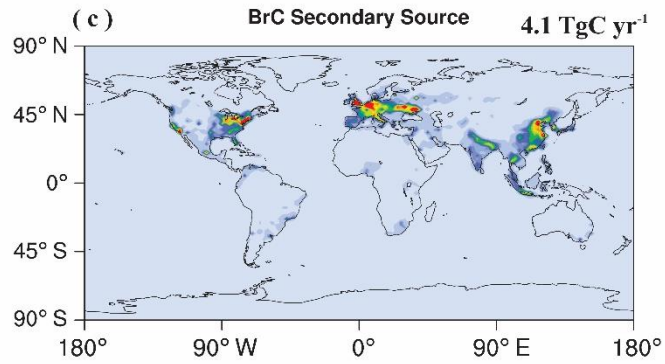 (c) BrC Secondary Source 4.1 TgC yr⁻¹
90° N
45° N
0°
45° S
90° S
180° 90° W 0° 90° E 180°